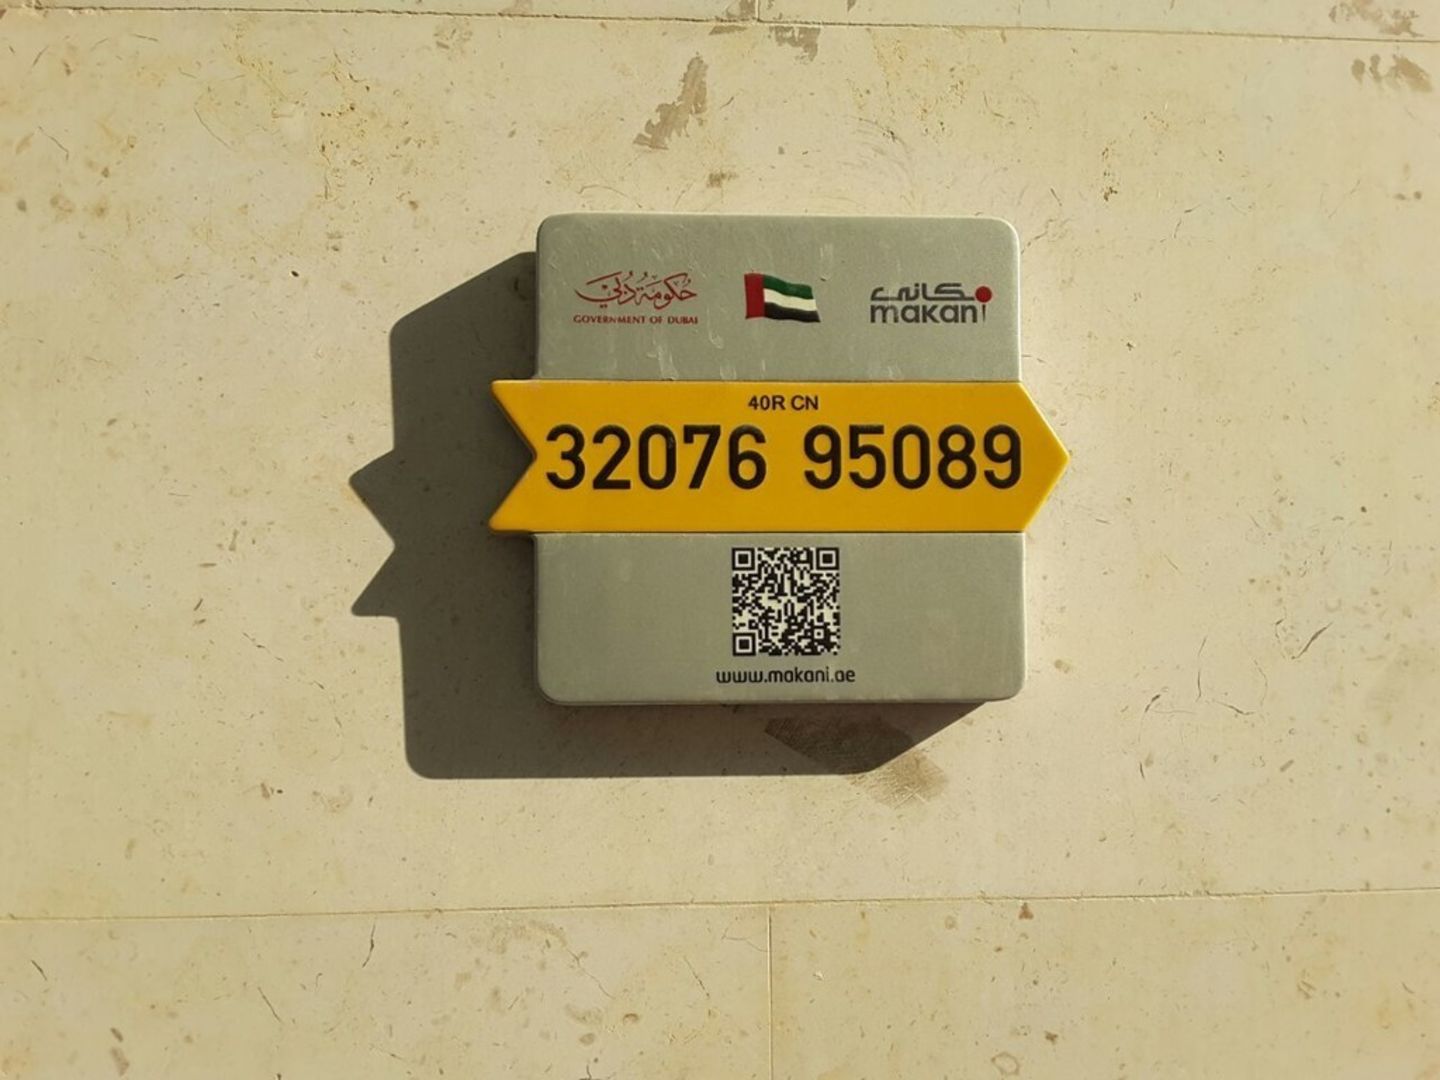 حكومة دبي
GOVERNMENT OF DUBAI
مكاني
makani
40R CN
32076 95089
www.makani.ae